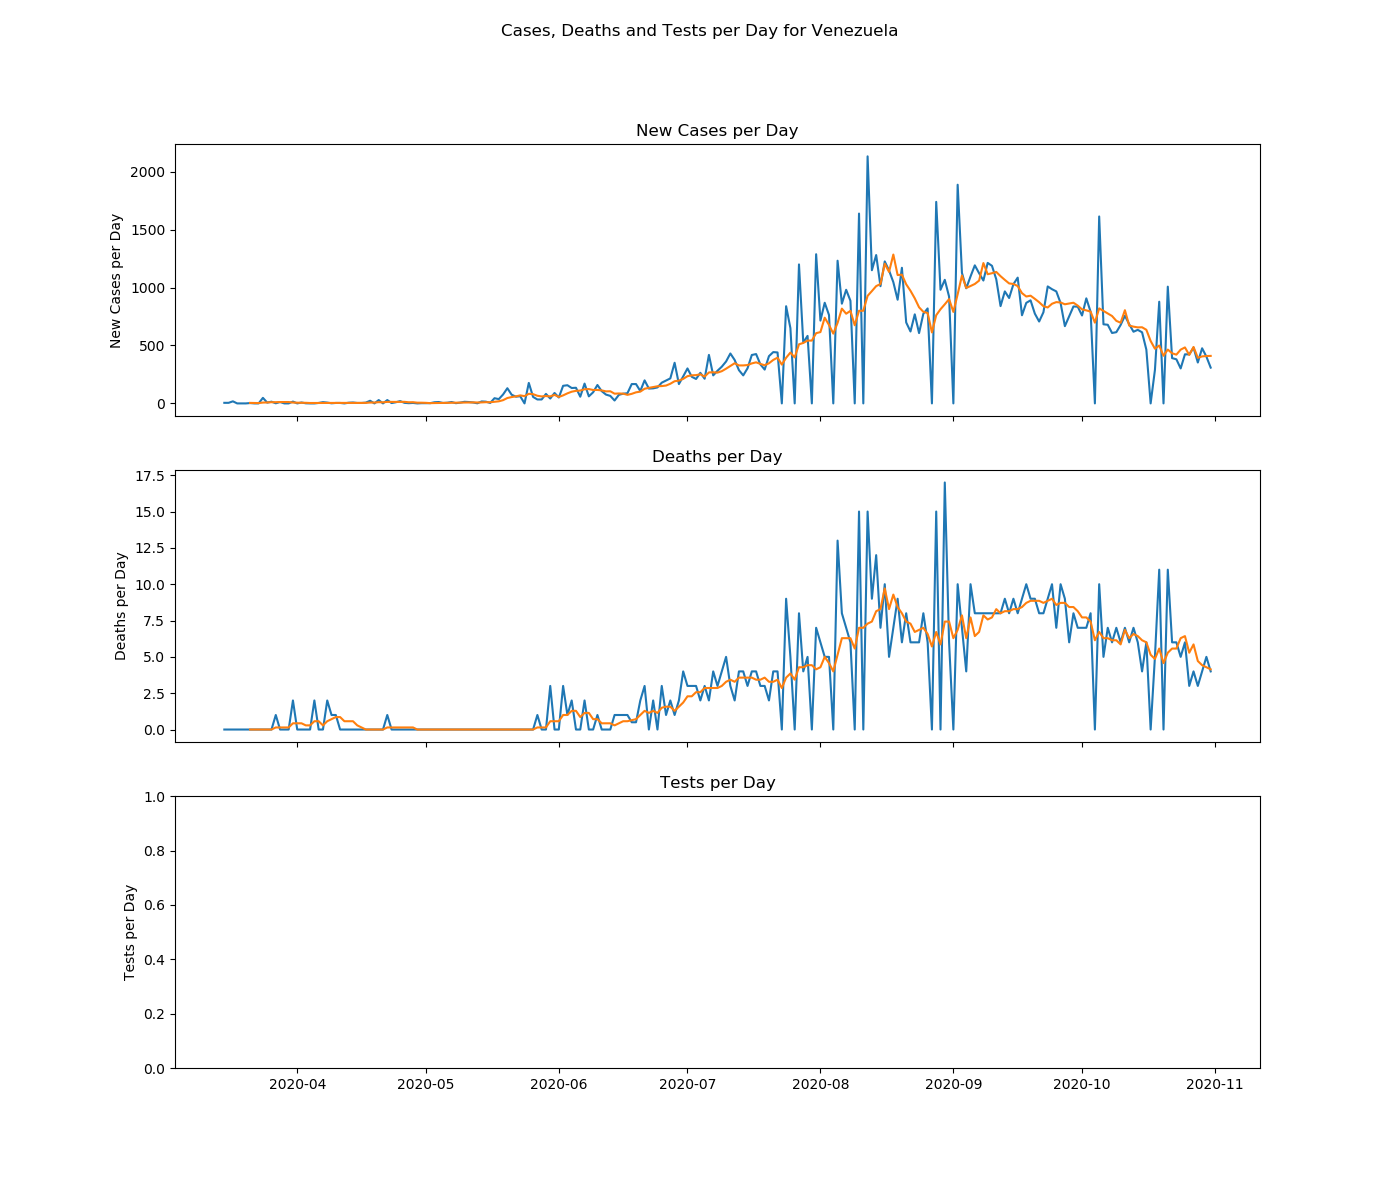 Cases, Deaths and Tests per Day for Venezuela
New Cases per Day
New Cases per Day
2000
1500
1000
500
0
Deaths per Day
Deaths per Day
17.5
15.0
12.5
10.0
7.5
5.0
2.5
0.0
Tests per Day
Tests per Day
1.0
0.8
0.6
0.4
0.2
0.0
2020-04 2020-05 2020-06 2020-07 2020-08 2020-09 2020-10 2020-11